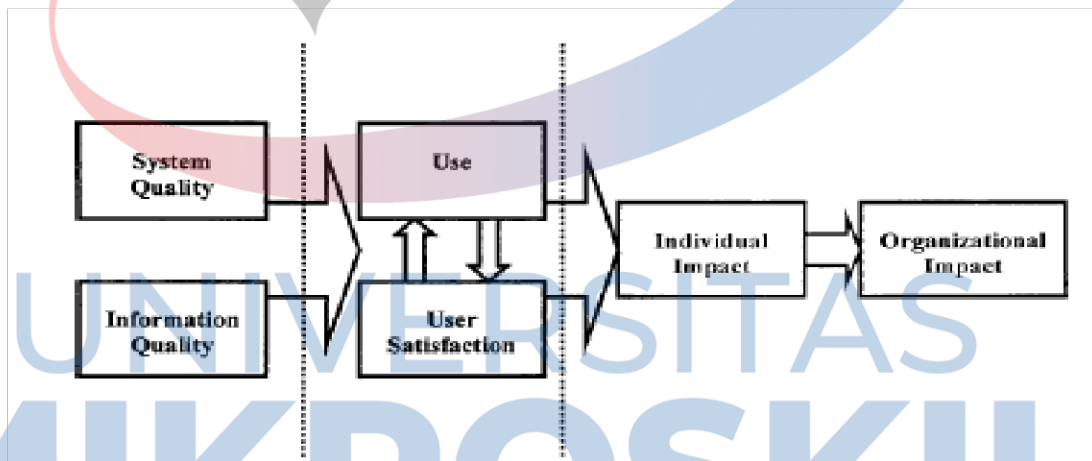 System
Quality
Use
Individual
Impact
Organizational
Impact
Information
Quality
User
Satisfaction
UNIVERSITAS
MIKROSKIL